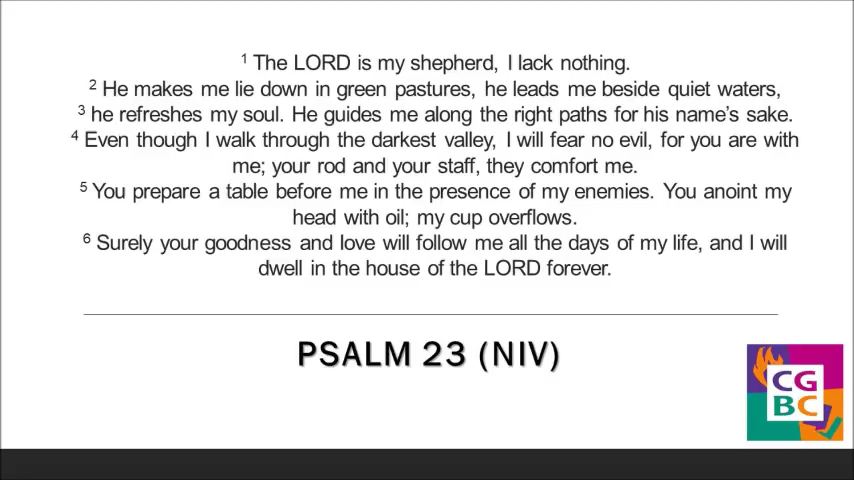 ¹ The LORD is my shepherd, I lack nothing.
² He makes me lie down in green pastures, he leads me beside quiet waters,
³ he refreshes my soul. He guides me along the right paths for his name’s sake.
⁴ Even though I walk through the darkest valley, I will fear no evil, for you are with
me; your rod and your staff, they comfort me.
⁵ You prepare a table before me in the presence of my enemies. You anoint my
head with oil; my cup overflows.
⁶ Surely your goodness and love will follow me all the days of my life, and I will
dwell in the house of the LORD forever.
PSALM 23 (NIV)
CG
BC